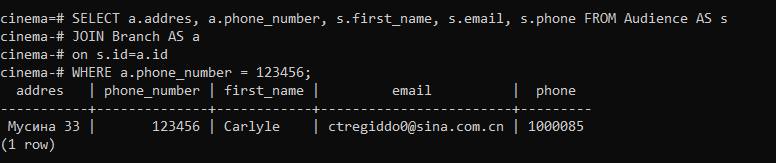 cinema=# SELECT a.addres, a.phone_number, s.first_name, s.email, s.phone FROM Audience AS s
cinema-# JOIN Branch AS a
cinema-# on s.id=a.id
cinema-# WHERE a.phone_number = 123456;
  addres   | phone_number | first_name |         email          |  phone
-----------+--------------+------------+------------------------+---------
 Мусина 33 |       123456 | Carlyle    | ctregiddo0@sina.com.cn | 1000085
(1 row)